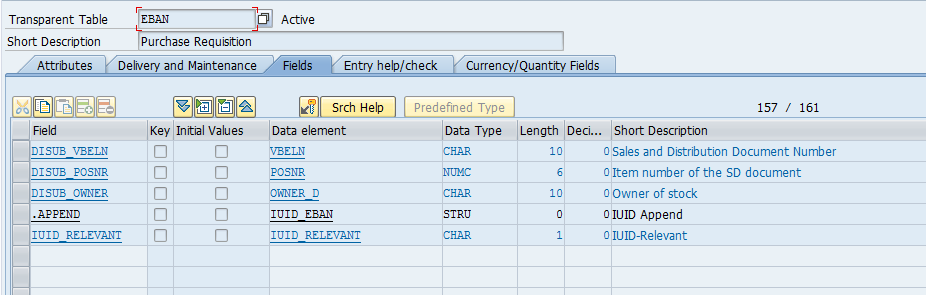 Transparent Table EBAN Active
Short Description Purchase Requisition
Attributes Delivery and Maintenance Fields Entry help/check Currency/Quantity Fields
Srch Help Predefined Type 157 / 161
Field Key Initial Values Data element Data Type Length Deci... Short Description
DISUB_VBELN VBELN CHAR 10 0 Sales and Distribution Document Number
DISUB_POSNR POSNR NUMC 6 0 Item number of the SD document
DISUB_OWNER OWNER_D CHAR 10 0 Owner of stock
.APPEND IUID_EBAN STRU 0 0 IUID Append
IUID_RELEVANT IUID_RELEVANT CHAR 1 0 IUID-Relevant